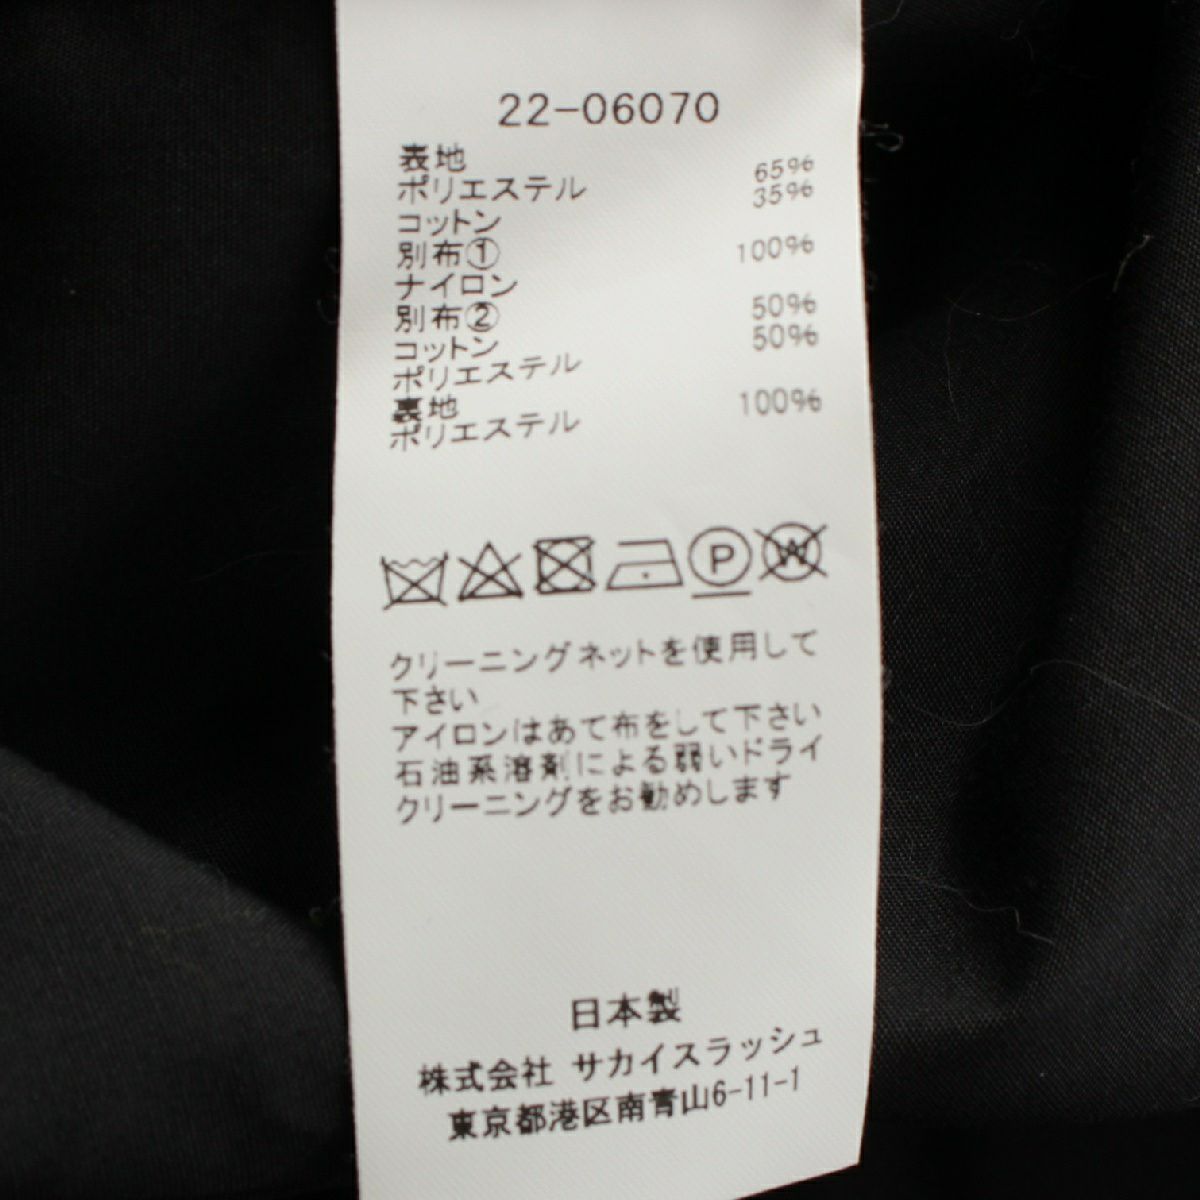 22-06070
表地
ポリエステル 65%
コットン 35%
別布①
ナイロン 100%
別布②
コットン 50%
ポリエステル 50%
裏地
ポリエステル 100%
P W
クリーニングネットを使用して
下さい
アイロンはあて布をして下さい
石油系溶剤による弱いドライ
クリーニングをお勧めします
日本製
株式会社 サカイスラッシュ
東京都港区南青山6-11-1